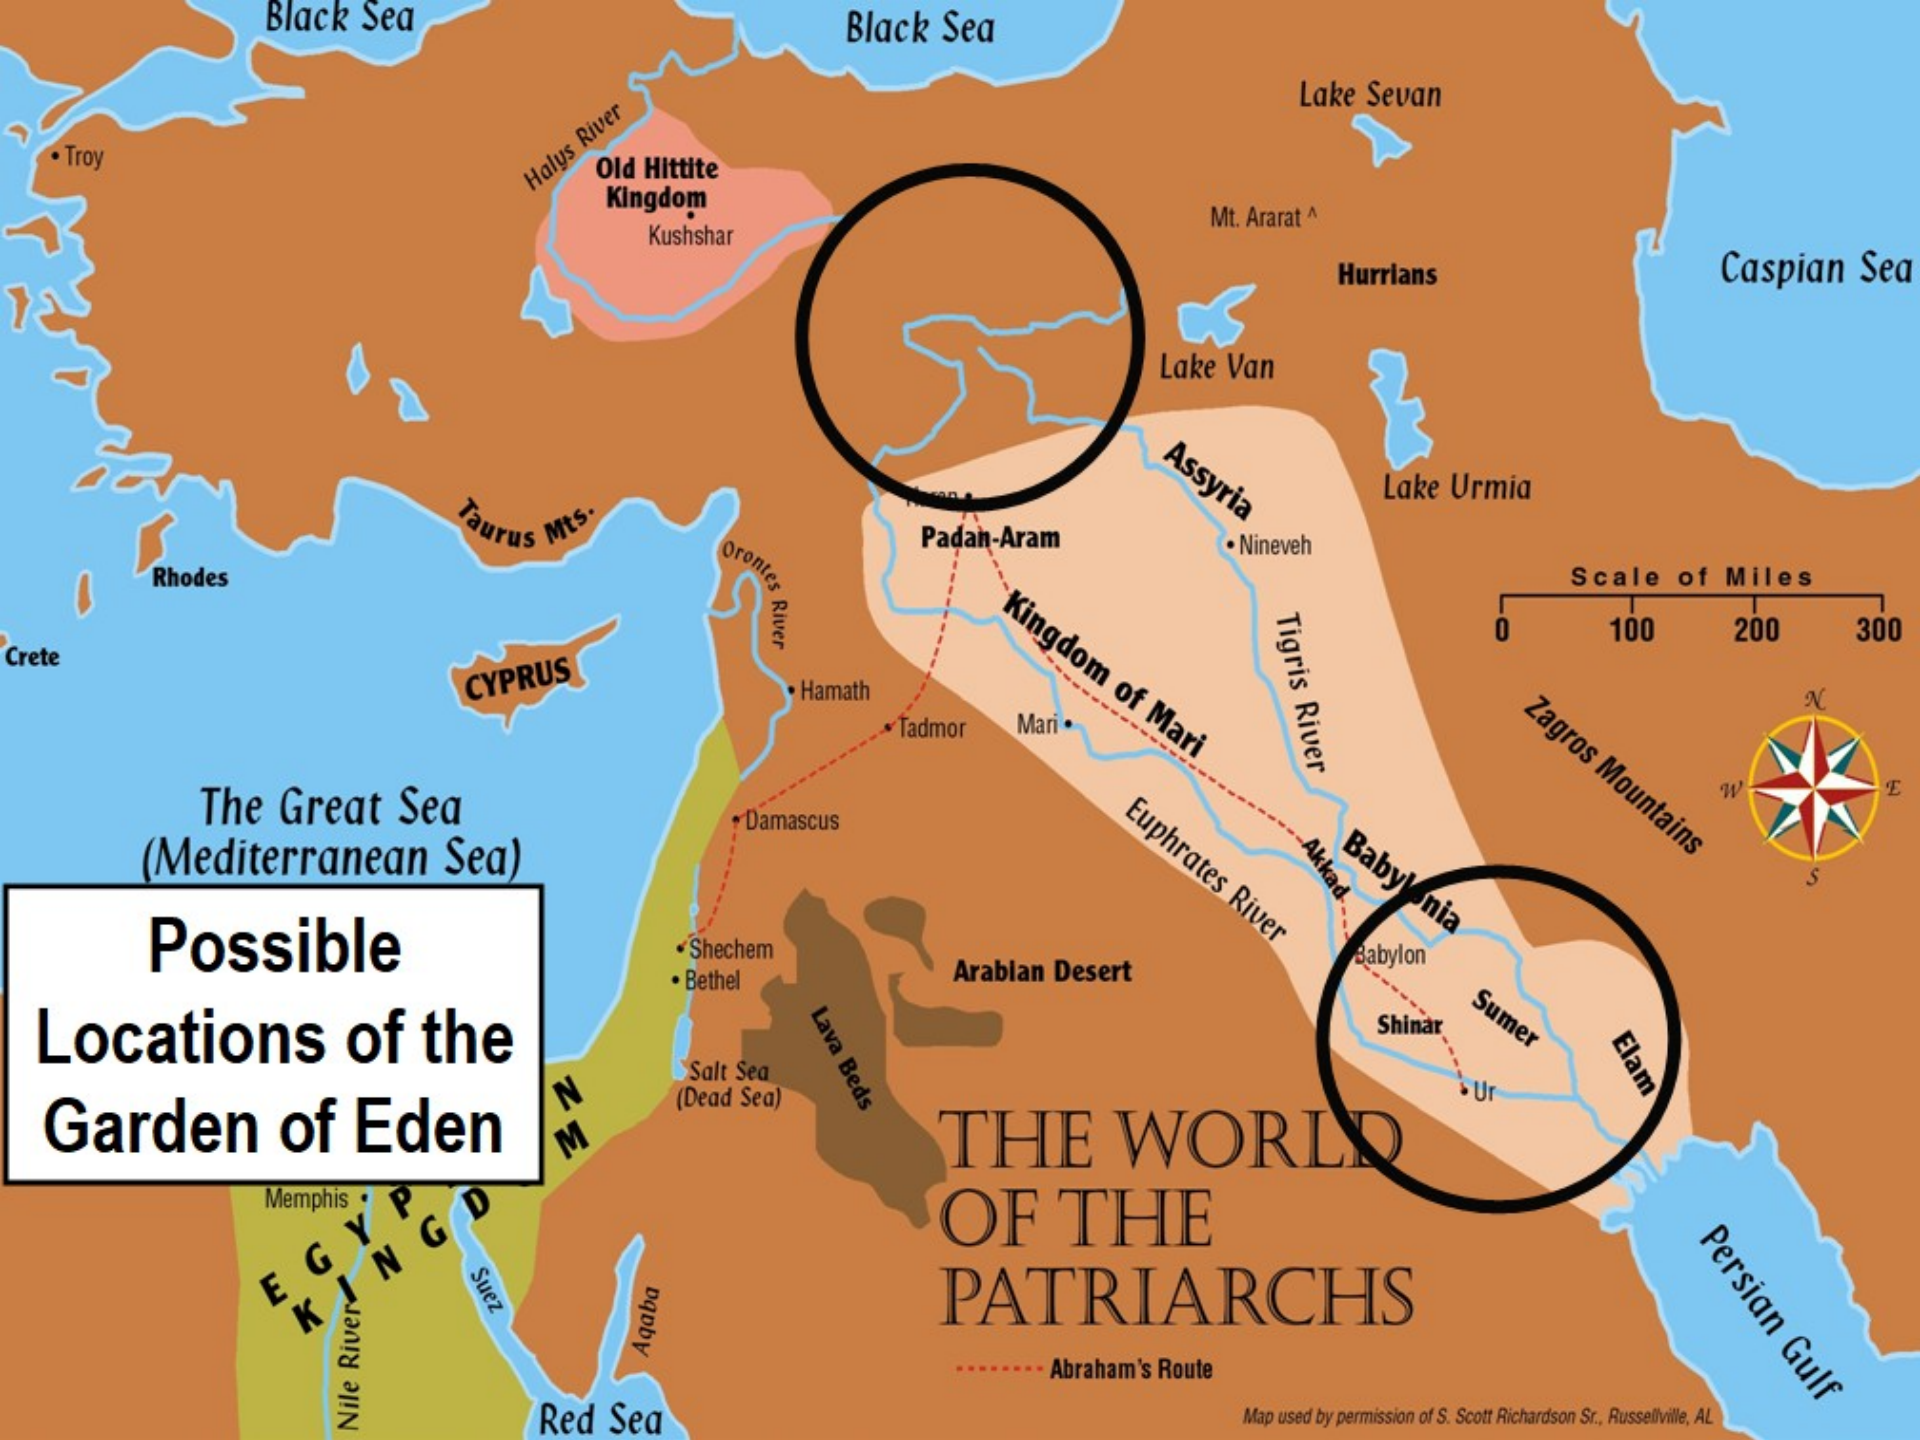 Black Sea
Black Sea
Lake Sevan
Halys River
Troy
Old Hittite
Kingdom
Kushshar
Mt. Ararat ^
Hurrians
Caspian Sea
Lake Van
Lake Urmia
Assyria
Haran
Padan-Aram
Nineveh
Taurus Mts.
Orontes River
Rhodes
Scale of Miles
0 100 200 300
Crete
CYPRUS
Kingdom of Mari
Tigris River
Hamath
Tadmor
Mari
Zagros Mountains
N
W E
S
The Great Sea
(Mediterranean Sea)
Damascus
Euphrates River
Akkad
Babylonia
Possible
Locations of the
Garden of Eden
Shechem
Bethel
Arabian Desert
Babylon
Shinar
Sumer
Elam
Lava Beds
Salt Sea
(Dead Sea)
Ur
N
M
THE WORLD
OF THE
PATRIARCHS
Memphis
EGYP
KINGD
Nile River
Suez
Aqaba
Red Sea
Persian Gulf
Abraham's Route
Map used by permission of S. Scott Richardson Sr., Russellville, AL